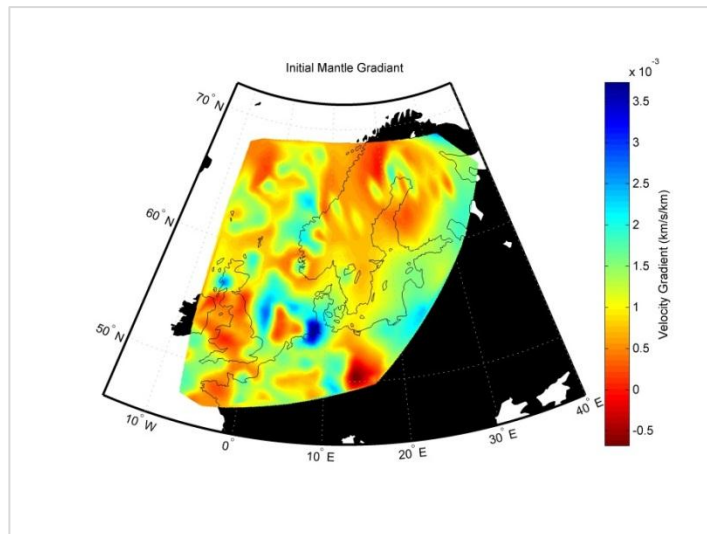 Initial Mantle Gradiant
x 10⁻³
70° N
60° N
50° N
10° W
0°
10° E
20° E
30° E
40° E
3.5
3
2.5
2
1.5
1
0.5
0
-0.5
Velocity Gradient (km/s/km)